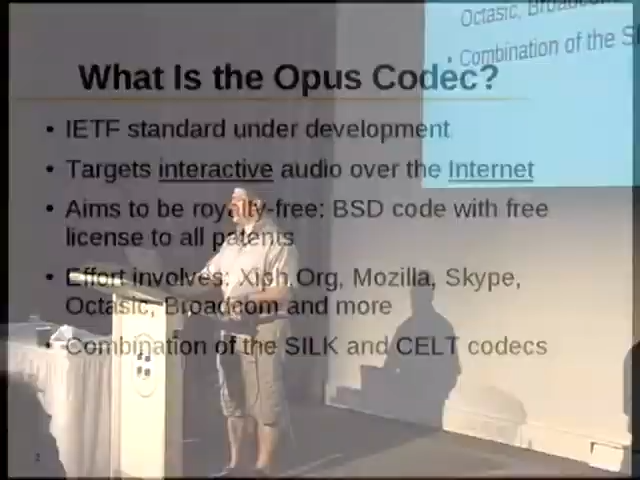 Octasic, Broadcom
• Combination of the SI
What Is the Opus Codec?
• IETF standard under development
• Targets interactive audio over the Internet
• Aims to be royalty-free: BSD code with free
license to all patents
• Effort involves: Xiph.Org, Mozilla, Skype,
Octasic, Broadcom and more
• Combination of the SILK and CELT codecs